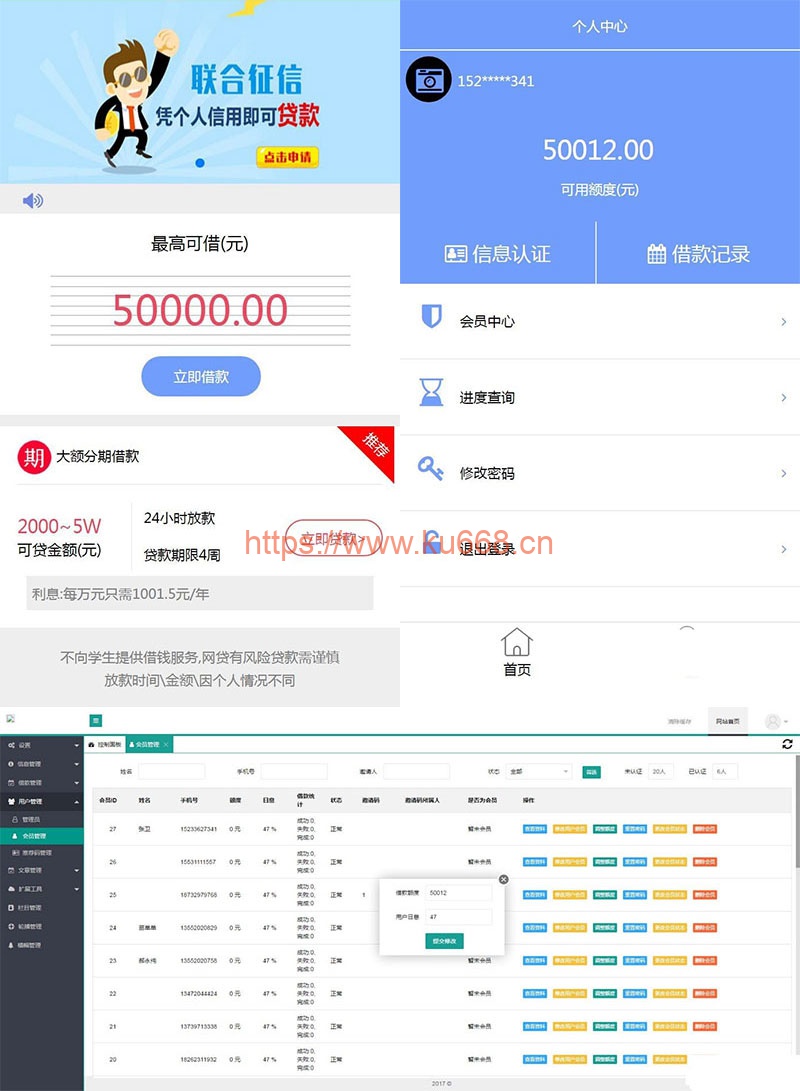 联合征信
凭个人信用即可贷款
点击申请
最高可借(元)
50000.00
立即借款
期
大额分期借款
推荐
2000~5W
可贷金额(元)
24小时放款
贷款期限4周
立即贷款>
利息:每万元只需1001.5元/年
不向学生提供借钱服务,网贷有风险贷款需谨慎
放款时间\金额\因个人情况不同
个人中心
152*****341
50012.00
可用额度(元)
信息认证
借款记录
会员中心
进度查询
修改密码
退出登录
首页
https://www.ku668.cn
清除缓存 网站首页
设置
信息管理
借款管理
用户管理
管理员
会员管理
推荐码管理
文章管理
扩展工具
栏目管理
轮播管理
编辑管理
控制面板 会员管理
姓名 手机号 邀请人 状态 全部 筛选 未认证 20人 已认证 6人
会员ID 姓名 手机号 额度 日息 借款统计 状态 邀请码 邀请码所属人 是否为会员 操作
27 张卫 15233627341 0 元 47 % 成功:0, 失败:0, 完成:0 正常 暂未会员 查看资料 修改用户会员 调整额度 重置密码 更改会员状态 删除会员
26 15531111557 0 元 47 % 成功:0, 失败:0, 完成:0 正常 暂未会员 查看资料 修改用户会员 调整额度 重置密码 更改会员状态 删除会员
25 18732979768 0 元 47 % 成功:0, 失败:0, 完成:0 正常 1 查看资料 修改用户会员 调整额度 重置密码 更改会员状态 删除会员
24 13552020829 0 元 47 % 成功:0, 失败:0, 完成:0 正常 查看资料 修改用户会员 调整额度 重置密码 更改会员状态 删除会员
23 郝永纯 13552020758 0 元 47 % 成功:0, 失败:0, 完成:0 正常 暂未会员 查看资料 修改用户会员 调整额度 重置密码 更改会员状态 删除会员
22 13472044424 0 元 47 % 成功:0, 失败:0, 完成:0 正常 暂未会员 查看资料 修改用户会员 调整额度 重置密码 更改会员状态 删除会员
21 13739713338 0 元 47 % 成功:0, 失败:0, 完成:0 正常 暂未会员 查看资料 修改用户会员 调整额度 重置密码 更改会员状态 删除会员
20 18262311932 0 元 47 % 成功:0, 失败:0, 完成:0 正常 暂未会员 查看资料 修改用户会员 调整额度 重置密码 更改会员状态
借款额度 50012
用户日息 47
提交修改
2017 ©